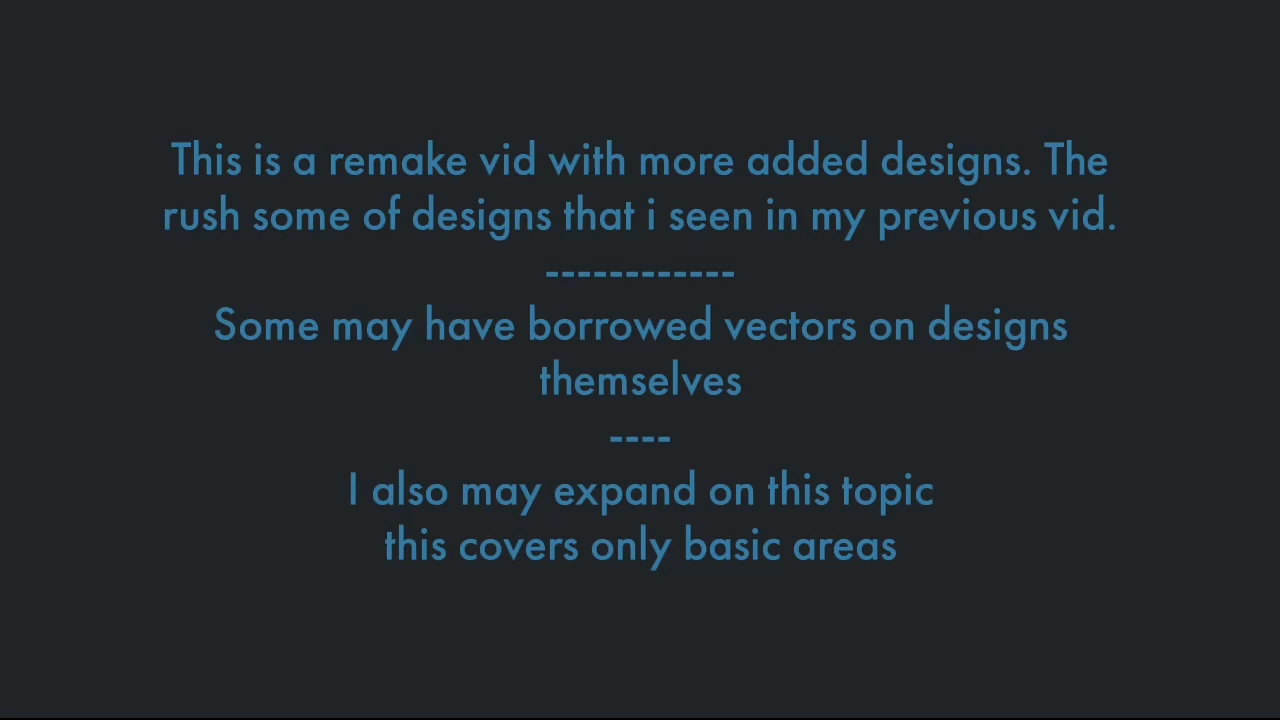 This is a remake vid with more added designs. The
rush some of designs that i seen in my previous vid.
------------
Some may have borrowed vectors on designs
themselves
----
I also may expand on this topic
this covers only basic areas